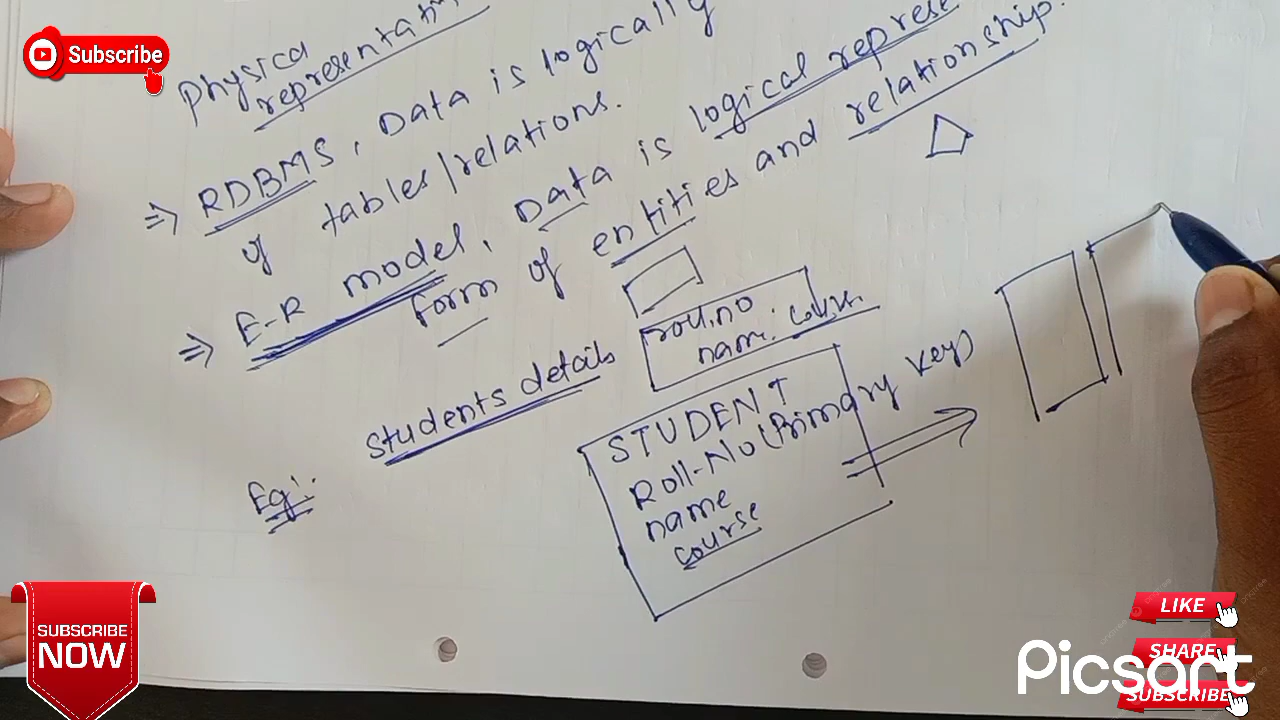 Subscribe
Physical
representati
⇒ RDBMS, Data is logically
of tables/relations.
⇒ E-R model, Data is logical represe
form of entities and relationship.
Eg:- students details
roll.no
name.
STUDENT
Roll-No (Primary key)
name
course
SUBSCRIBE
NOW
LIKE
SHARE
SUBSCRIBE
Picsart